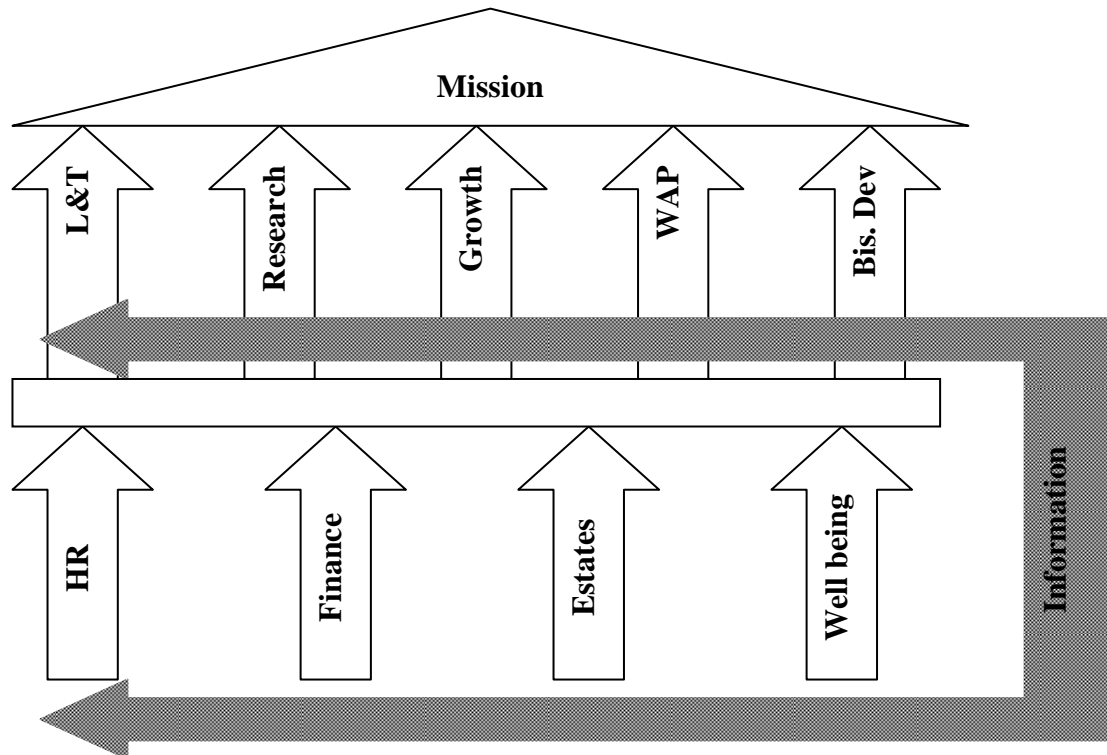 Mission
L&T
Research
Growth
WAP
Bis. Dev
HR
Finance
Estates
Well being
Information